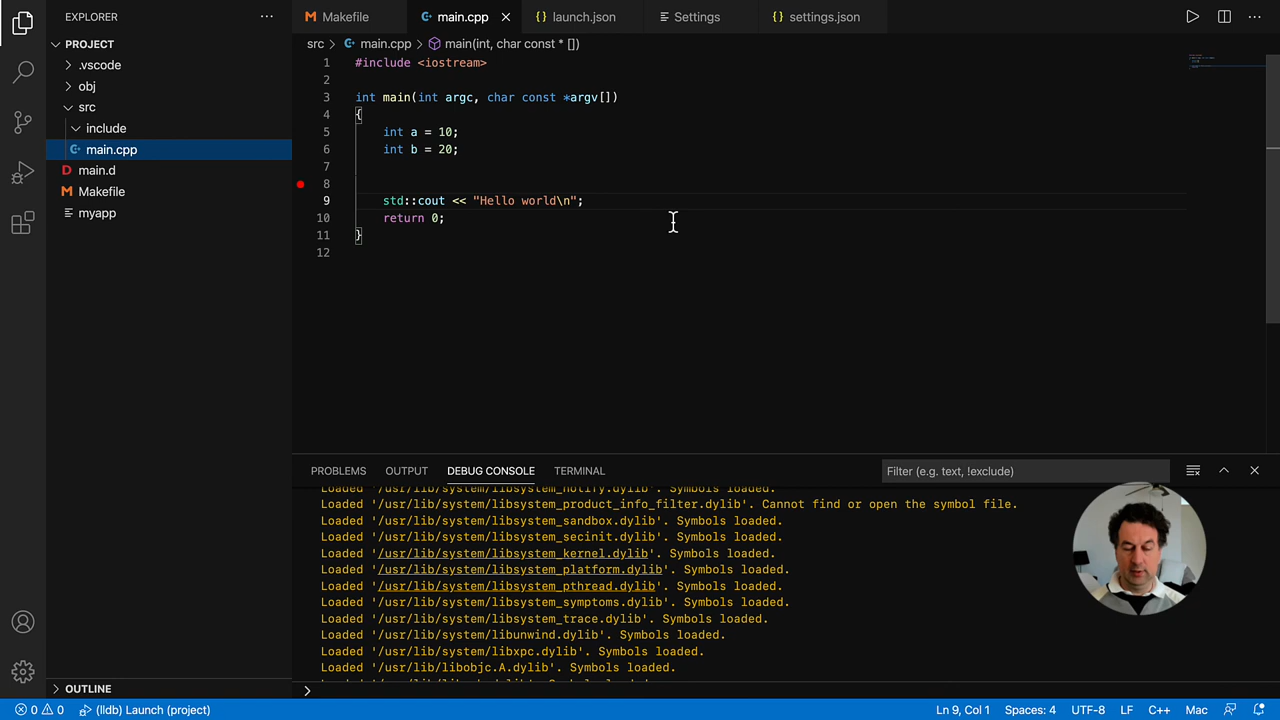 EXPLORER
Makefile
main.cpp
launch.json
Settings
settings.json
PROJECT
.vscode
obj
src
include
main.cpp
main.d
Makefile
myapp
src > main.cpp > main(int, char const * [])
1 #include <iostream>
2
3 int main(int argc, char const *argv[])
4 {
5 int a = 10;
6 int b = 20;
7
8
9 std::cout << "Hello world\n";
10 return 0;
11 }
12
PROBLEMS OUTPUT DEBUG CONSOLE TERMINAL Filter (e.g. text, !exclude)
Loaded '/usr/lib/system/libsystem_notify.dylib'. Symbols loaded.
Loaded '/usr/lib/system/libsystem_product_info_filter.dylib'. Cannot find or open the symbol file.
Loaded '/usr/lib/system/libsystem_sandbox.dylib'. Symbols loaded.
Loaded '/usr/lib/system/libsystem_secinit.dylib'. Symbols loaded.
Loaded '/usr/lib/system/libsystem_kernel.dylib'. Symbols loaded.
Loaded '/usr/lib/system/libsystem_platform.dylib'. Symbols loaded.
Loaded '/usr/lib/system/libsystem_pthread.dylib'. Symbols loaded.
Loaded '/usr/lib/system/libsystem_symptoms.dylib'. Symbols loaded.
Loaded '/usr/lib/system/libsystem_trace.dylib'. Symbols loaded.
Loaded '/usr/lib/system/libunwind.dylib'. Symbols loaded.
Loaded '/usr/lib/system/libxpc.dylib'. Symbols loaded.
Loaded '/usr/lib/libobjc.A.dylib'. Symbols loaded.
OUTLINE
0 0 (lldb) Launch (project) Ln 9, Col 1 Spaces: 4 UTF-8 LF C++ Mac